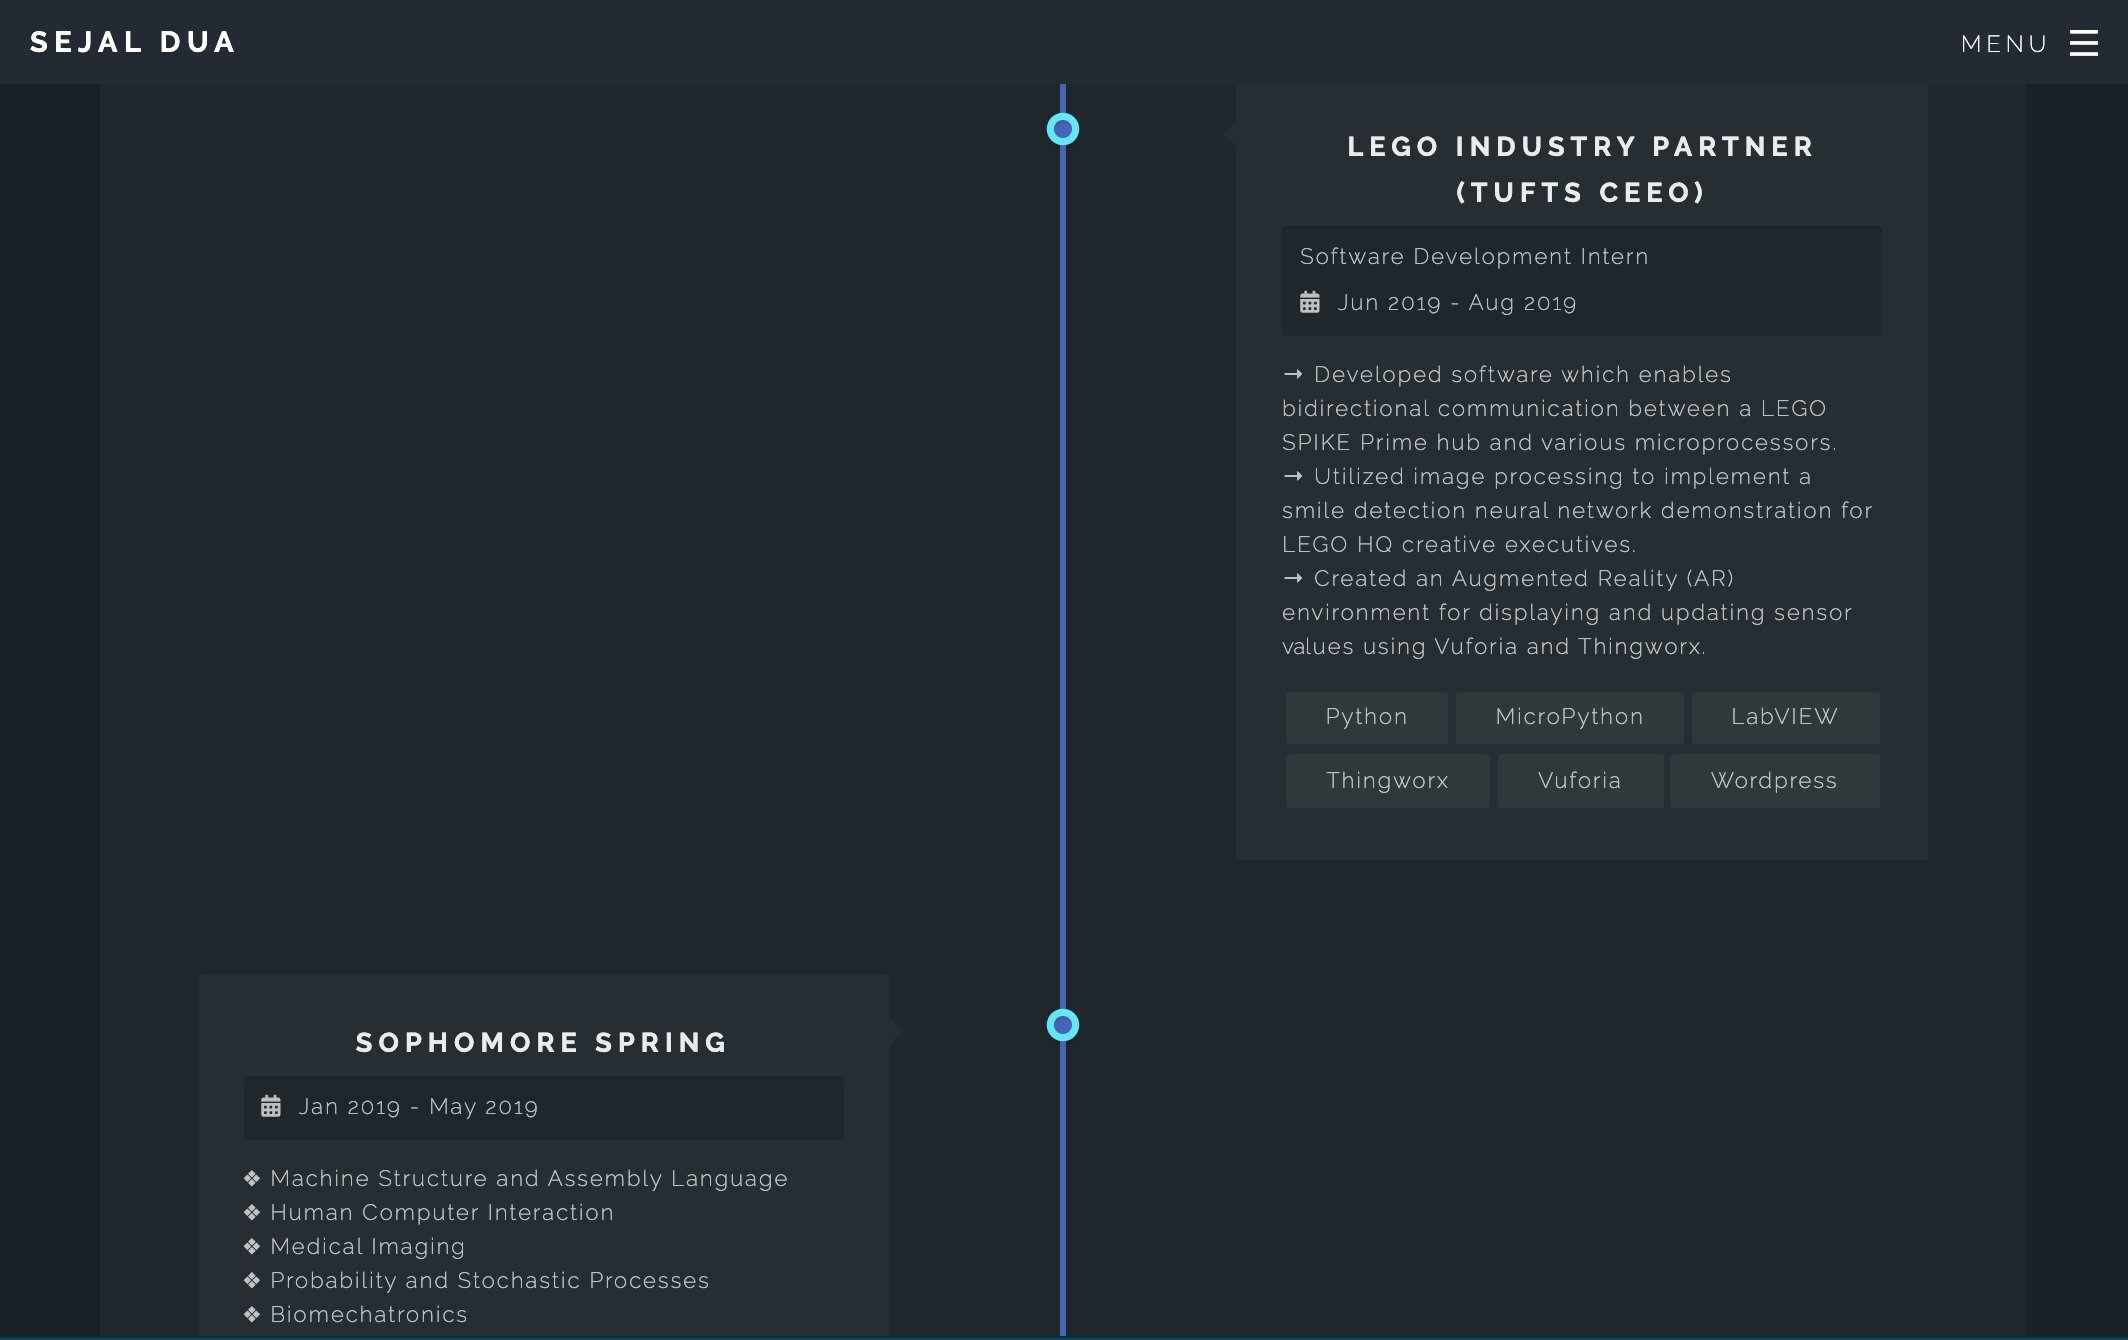 SEJAL DUA
MENU
LEGO INDUSTRY PARTNER
(TUFTS CEEO)
Software Development Intern
Jun 2019 - Aug 2019
→ Developed software which enables
bidirectional communication between a LEGO
SPIKE Prime hub and various microprocessors.
→ Utilized image processing to implement a
smile detection neural network demonstration for
LEGO HQ creative executives.
→ Created an Augmented Reality (AR)
environment for displaying and updating sensor
values using Vuforia and Thingworx.
Python MicroPython LabVIEW
Thingworx Vuforia Wordpress
SOPHOMORE SPRING
Jan 2019 - May 2019
❖ Machine Structure and Assembly Language
❖ Human Computer Interaction
❖ Medical Imaging
❖ Probability and Stochastic Processes
❖ Biomechatronics